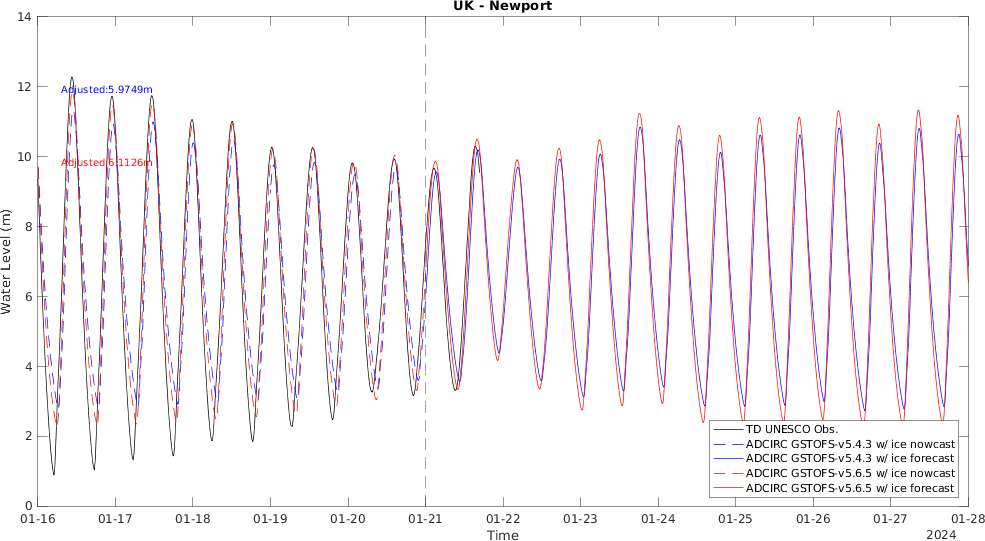 UK - Newport
14
12
10
8
6
4
2
0
Water Level (m)
Adjusted:5.9749m
Adjusted:6.1126m
TD UNESCO Obs.
ADCIRC GSTOFS-v5.4.3 w/ ice nowcast
ADCIRC GSTOFS-v5.4.3 w/ ice forecast
ADCIRC GSTOFS-v5.6.5 w/ ice nowcast
ADCIRC GSTOFS-v5.6.5 w/ ice forecast
01-16 01-17 01-18 01-19 01-20 01-21 01-22 01-23 01-24 01-25 01-26 01-27 01-28
Time
2024